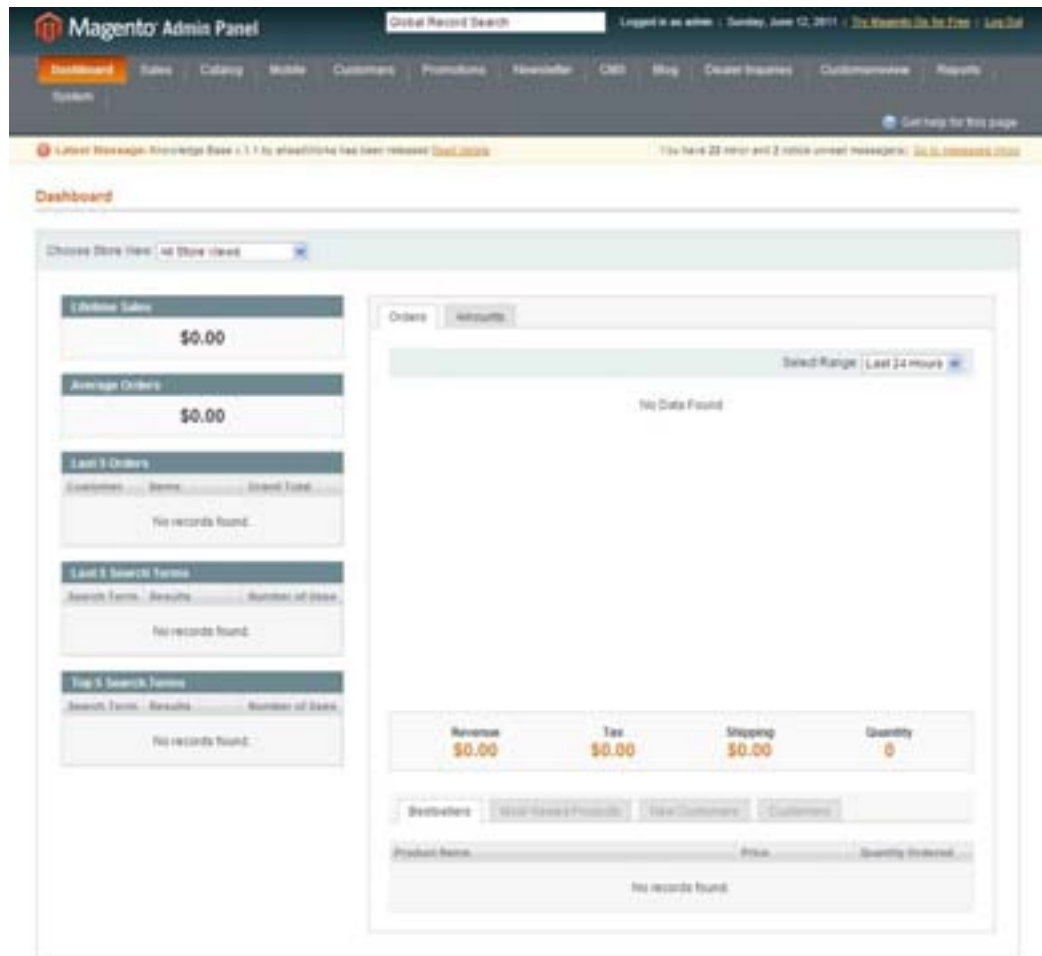 Magento Admin Panel
Global Record Search
Logged in as admin | Sunday, June 12, 2011 | Try Magento Go for Free | Log Out
Dashboard Sales Catalog Mobile Customers Promotions Newsletter CMS Blog Dealer Inquiries Reports
System
Get help for this page
Latest Message: Knowledge Base v.1.1 by aheadWorks has been released Read details
You have 23 minor and 2 notice unread message(s). Go to messages inbox
Dashboard
Choose Store View: All Store Views
Lifetime Sales
$0.00
Average Orders
$0.00
Last 5 Orders
Customer Items Grand Total
No records found.
Last 5 Search Terms
Search Term Results Number of Uses
No records found.
Top 5 Search Terms
Search Term Results Number of Uses
No records found.
Orders Amounts
Select Range: Last 24 Hours
No Data Found
Revenue Tax Shipping Quantity
$0.00 $0.00 $0.00 0
Bestsellers Most Viewed Products New Customers Customers
Product Name Price Quantity Ordered
No records found.